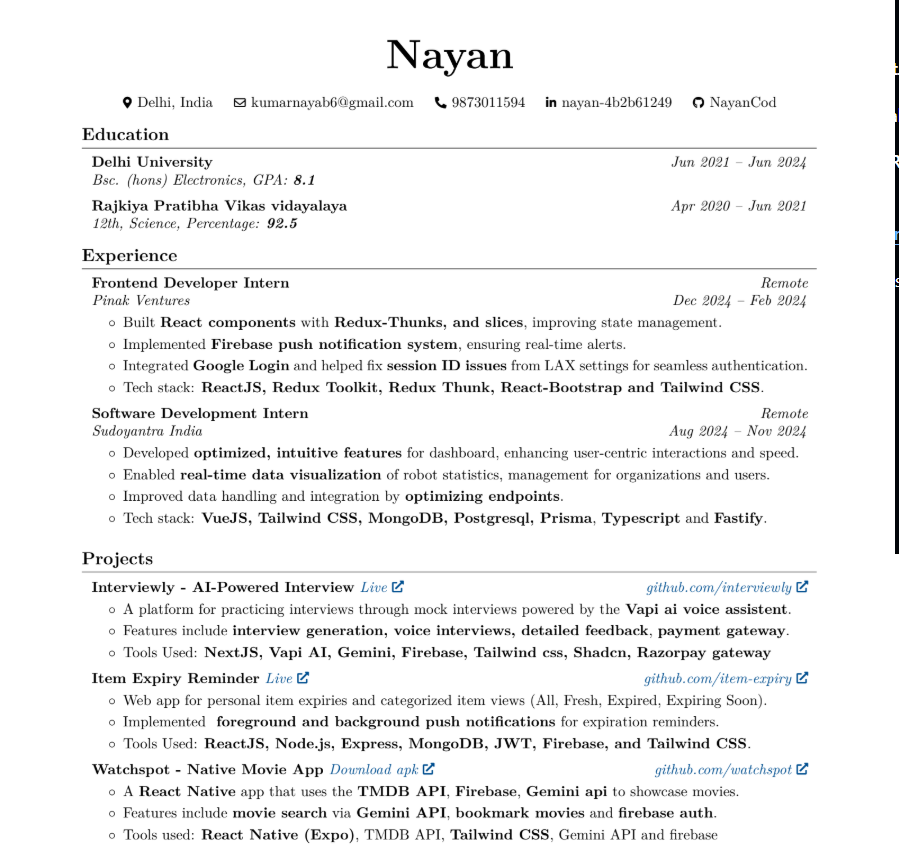 Nayan
Delhi, India kumarnayab6@gmail.com 9873011594 nayan-4b2b61249 NayanCod
Education
Delhi University Jun 2021 – Jun 2024
Bsc. (hons) Electronics, GPA: 8.1
Rajkiya Pratibha Vikas vidayalaya Apr 2020 – Jun 2021
12th, Science, Percentage: 92.5
Experience
Frontend Developer Intern Remote
Pinak Ventures Dec 2024 – Feb 2024
◦ Built React components with Redux-Thunks, and slices, improving state management.
◦ Implemented Firebase push notification system, ensuring real-time alerts.
◦ Integrated Google Login and helped fix session ID issues from LAX settings for seamless authentication.
◦ Tech stack: ReactJS, Redux Toolkit, Redux Thunk, React-Bootstrap and Tailwind CSS.
Software Development Intern Remote
Sudoyantra India Aug 2024 – Nov 2024
◦ Developed optimized, intuitive features for dashboard, enhancing user-centric interactions and speed.
◦ Enabled real-time data visualization of robot statistics, management for organizations and users.
◦ Improved data handling and integration by optimizing endpoints.
◦ Tech stack: VueJS, Tailwind CSS, MongoDB, Postgresql, Prisma, Typescript and Fastify.
Projects
Interviewly - AI-Powered Interview Live github.com/interviewly
◦ A platform for practicing interviews through mock interviews powered by the Vapi ai voice assistent.
◦ Features include interview generation, voice interviews, detailed feedback, payment gateway.
◦ Tools Used: NextJS, Vapi AI, Gemini, Firebase, Tailwind css, Shadcn, Razorpay gateway
Item Expiry Reminder Live github.com/item-expiry
◦ Web app for personal item expiries and categorized item views (All, Fresh, Expired, Expiring Soon).
◦ Implemented foreground and background push notifications for expiration reminders.
◦ Tools Used: ReactJS, Node.js, Express, MongoDB, JWT, Firebase, and Tailwind CSS.
Watchspot - Native Movie App Download apk github.com/watchspot
◦ A React Native app that uses the TMDB API, Firebase, Gemini api to showcase movies.
◦ Features include movie search via Gemini API, bookmark movies and firebase auth.
◦ Tools used: React Native (Expo), TMDB API, Tailwind CSS, Gemini API and firebase